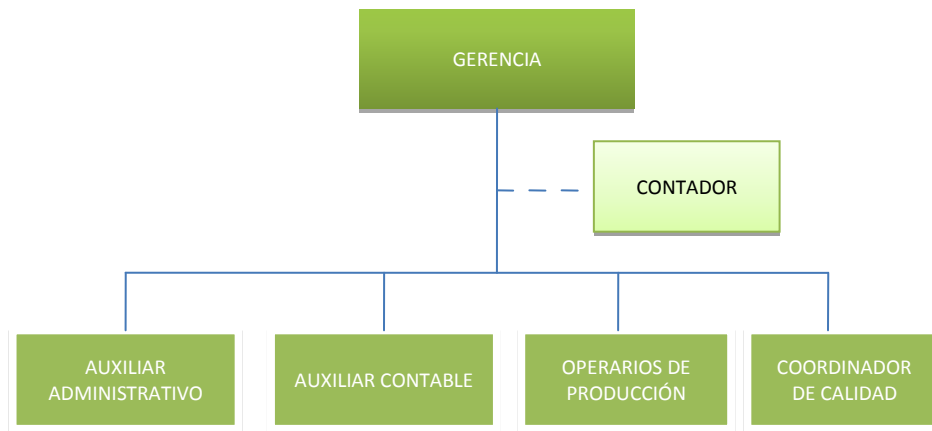 GERENCIA
CONTADOR
AUXILIAR
ADMINISTRATIVO
AUXILIAR CONTABLE
OPERARIOS DE
PRODUCCIÓN
COORDINADOR
DE CALIDAD